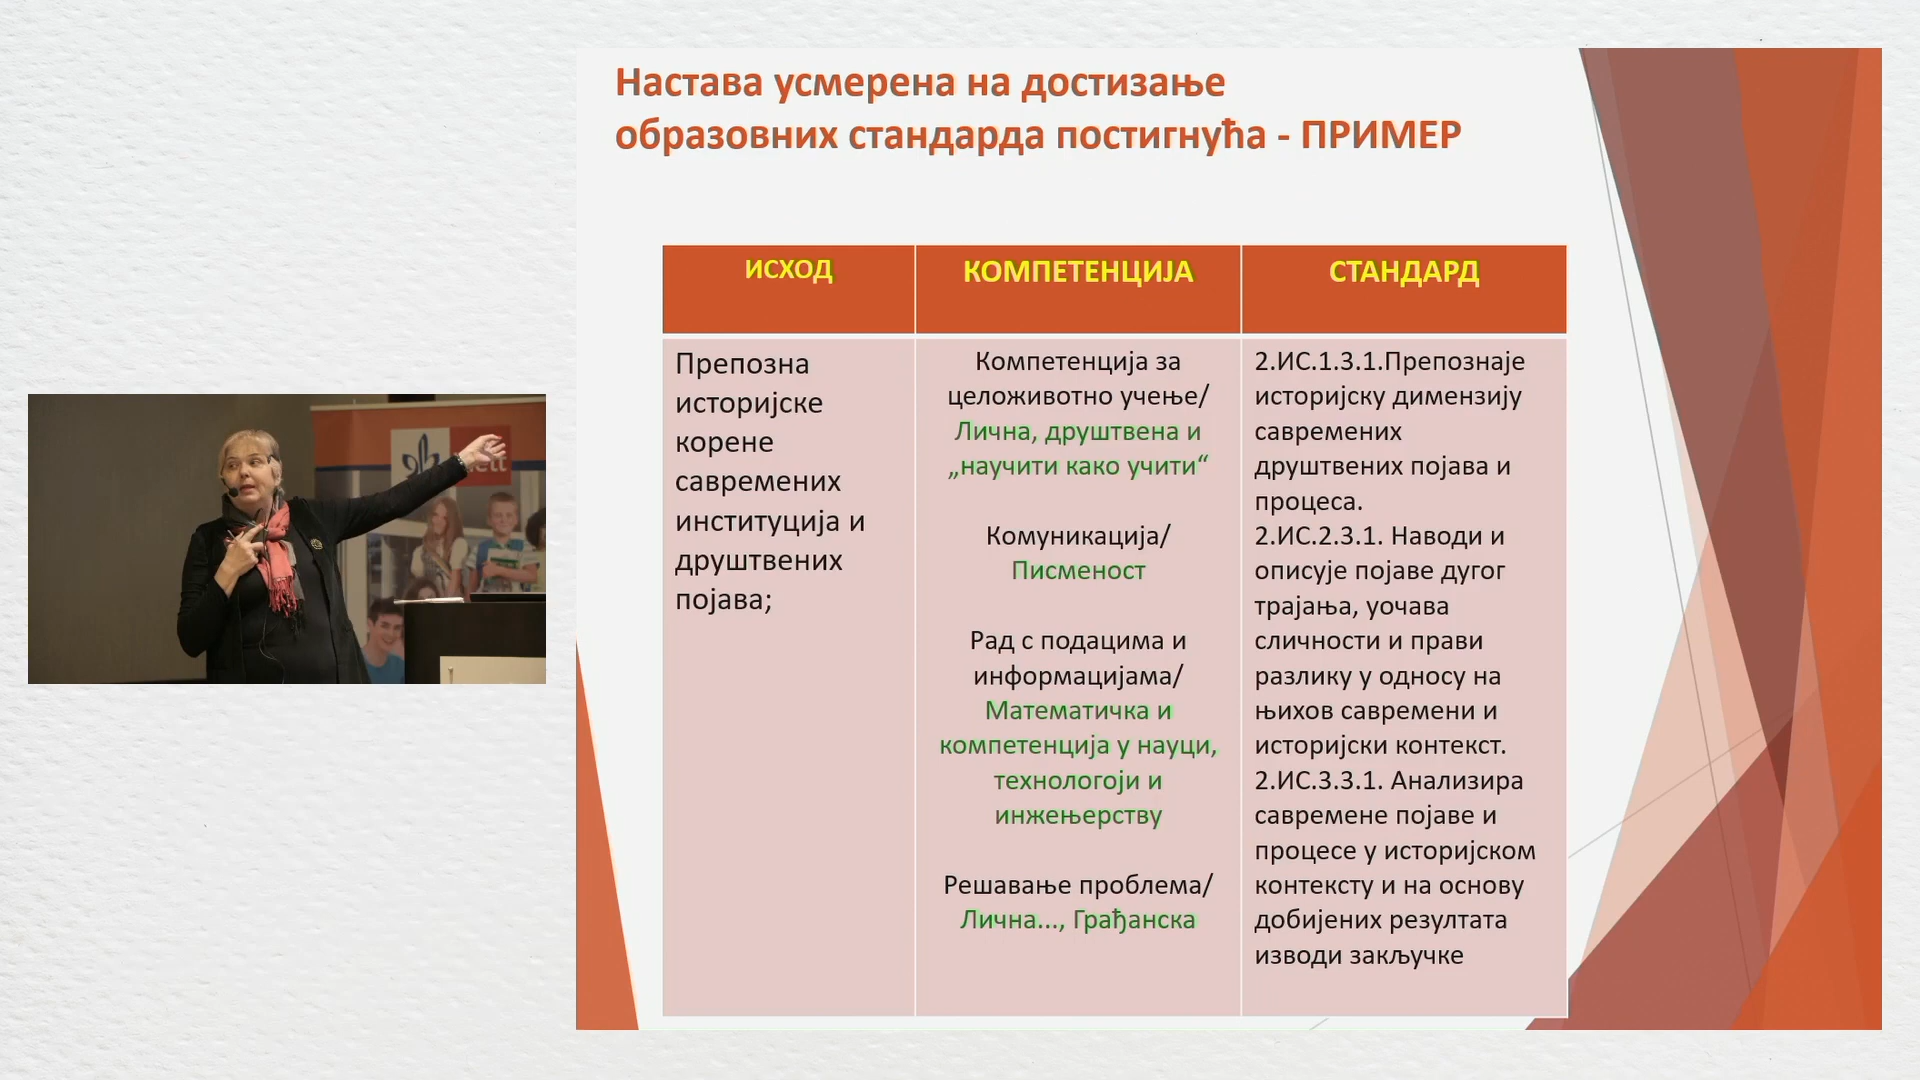 Настава усмерена на достизање
образовних стандарда постигнућа - ПРИМЕР
ИСХОД
КОМПЕТЕНЦИЈА
СТАНДАРД
Препозна
историјске
корене
савремених
институција и
друштвених
појава;
Компетенција за
целоживотно учење/
Лична, друштвена и
„научити како учити“
Комуникација/
Писменост
Рад с подацима и
информацијама/
Математичка и
компетенција у науци,
технологоји и
инжењерству
Решавање проблема/
Лична..., Грађанска
2.ИС.1.3.1.Препознаје
историјску димензију
савремених
друштвених појава и
процеса.
2.ИС.2.3.1. Наводи и
описује појаве дугог
трајања, уочава
сличности и прави
разлику у односу на
њихов савремени и
историјски контекст.
2.ИС.3.3.1. Анализира
савремене појаве и
процесе у историјском
контексту и на основу
добијених резултата
изводи закључке